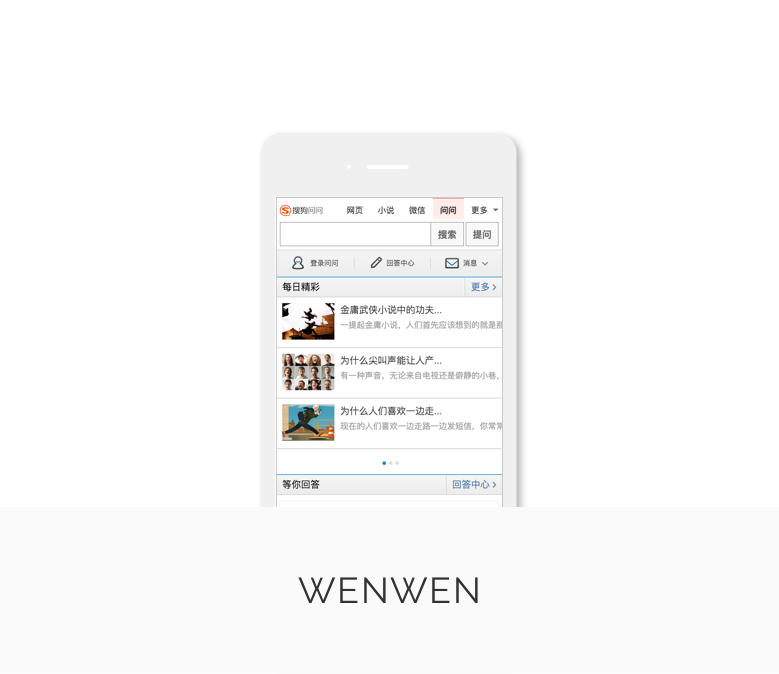 搜狗问问 网页 小说 微信 问问 更多
搜索 提问
登录问问 回答中心 消息
每日精彩 更多
金庸武侠小说中的功夫...
一提起金庸小说，人们首先应该想到的就是那
为什么尖叫声能让人产...
有一种声音，无论来自电视还是僻静的小巷，
为什么人们喜欢一边走...
现在的人们喜欢一边走路一边发短信，你常常
等你回答 回答中心
WENWEN